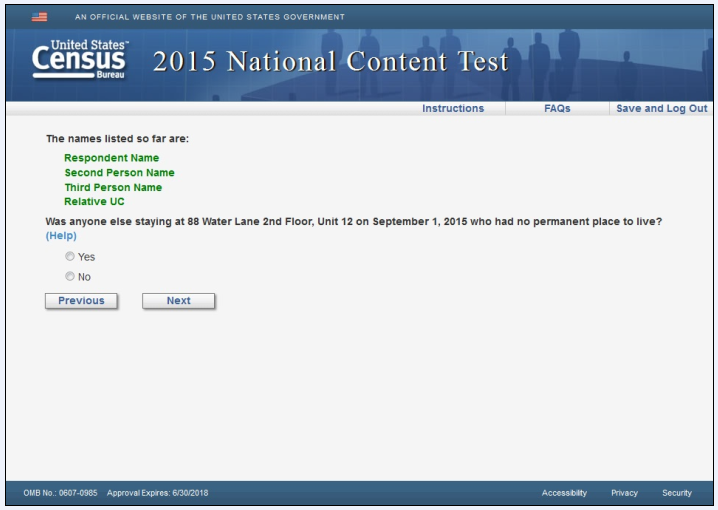 AN OFFICIAL WEBSITE OF THE UNITED STATES GOVERNMENT
United States™
Census
Bureau
2015 National Content Test
Instructions FAQs Save and Log Out
The names listed so far are:
Respondent Name
Second Person Name
Third Person Name
Relative UC
Was anyone else staying at 88 Water Lane 2nd Floor, Unit 12 on September 1, 2015 who had no permanent place to live?
(Help)
Yes
No
Previous Next
OMB No.: 0607-0985 Approval Expires: 6/30/2018 Accessibility Privacy Security